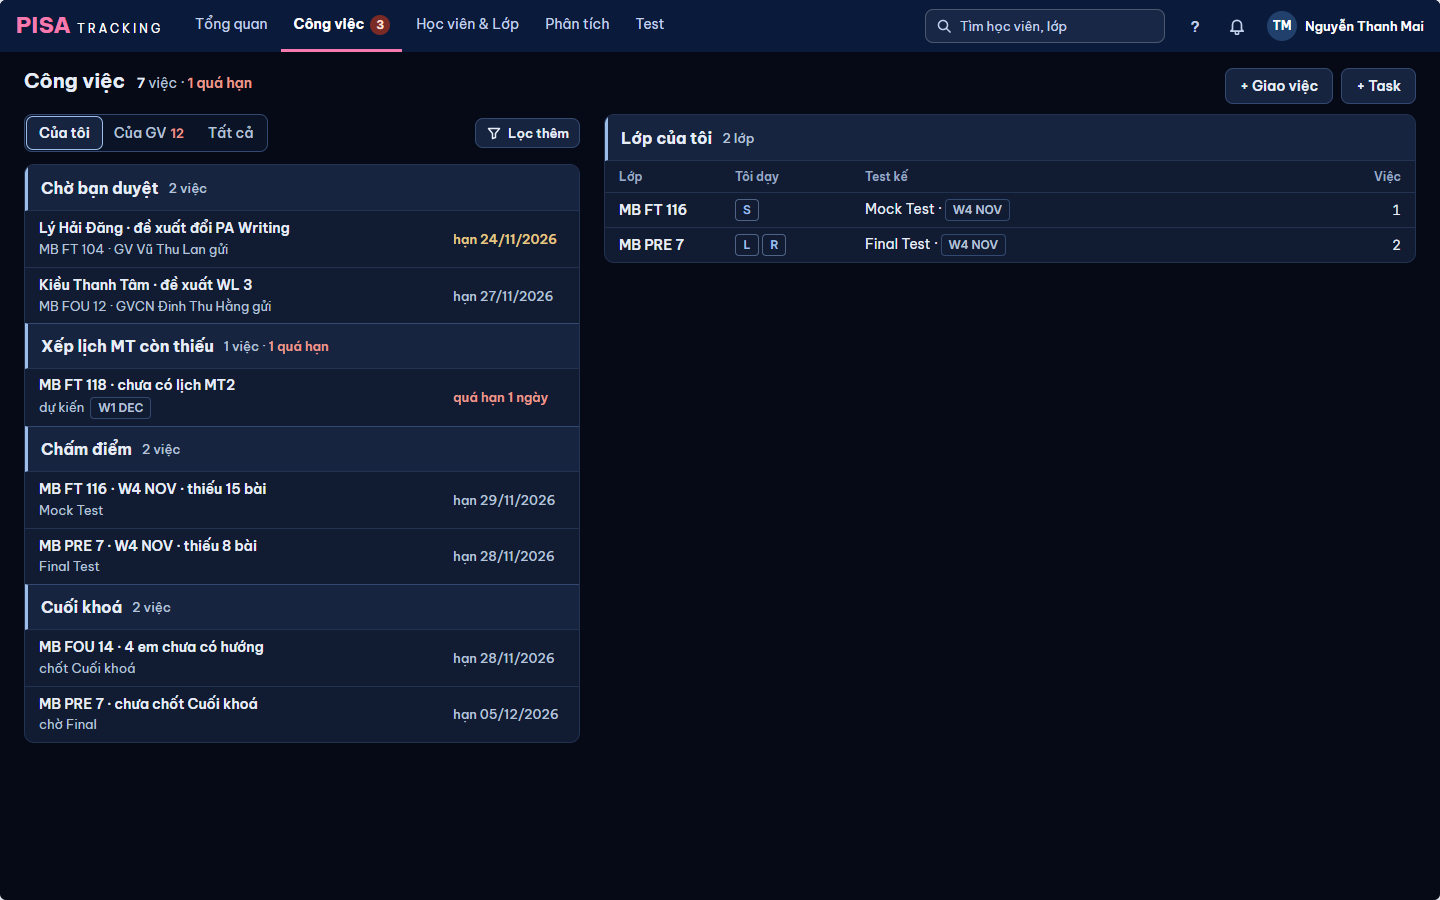 PISA TRACKING Tổng quan Công việc 3 Học viên & Lớp Phân tích Test Tìm học viên, lớp ? TM Nguyễn Thanh Mai
Công việc 7 việc · 1 quá hạn + Giao việc + Task
Của tôi Của GV 12 Tất cả Lọc thêm
Chờ bạn duyệt 2 việc
Lý Hải Đăng · đề xuất đổi PA Writing
MB FT 104 · GV Vũ Thu Lan gửi
hạn 24/11/2026
Kiều Thanh Tâm · đề xuất WL 3
MB FOU 12 · GVCN Đinh Thu Hằng gửi
hạn 27/11/2026
Xếp lịch MT còn thiếu 1 việc · 1 quá hạn
MB FT 118 · chưa có lịch MT2
dự kiến W1 DEC
quá hạn 1 ngày
Chấm điểm 2 việc
MB FT 116 · W4 NOV · thiếu 15 bài
Mock Test
hạn 29/11/2026
MB PRE 7 · W4 NOV · thiếu 8 bài
Final Test
hạn 28/11/2026
Cuối khoá 2 việc
MB FOU 14 · 4 em chưa có hướng
chốt Cuối khoá
hạn 28/11/2026
MB PRE 7 · chưa chốt Cuối khoá
chờ Final
hạn 05/12/2026
Lớp của tôi 2 lớp
Lớp Tôi dạy Test kế Việc
MB FT 116 S Mock Test · W4 NOV 1
MB PRE 7 L R Final Test · W4 NOV 2